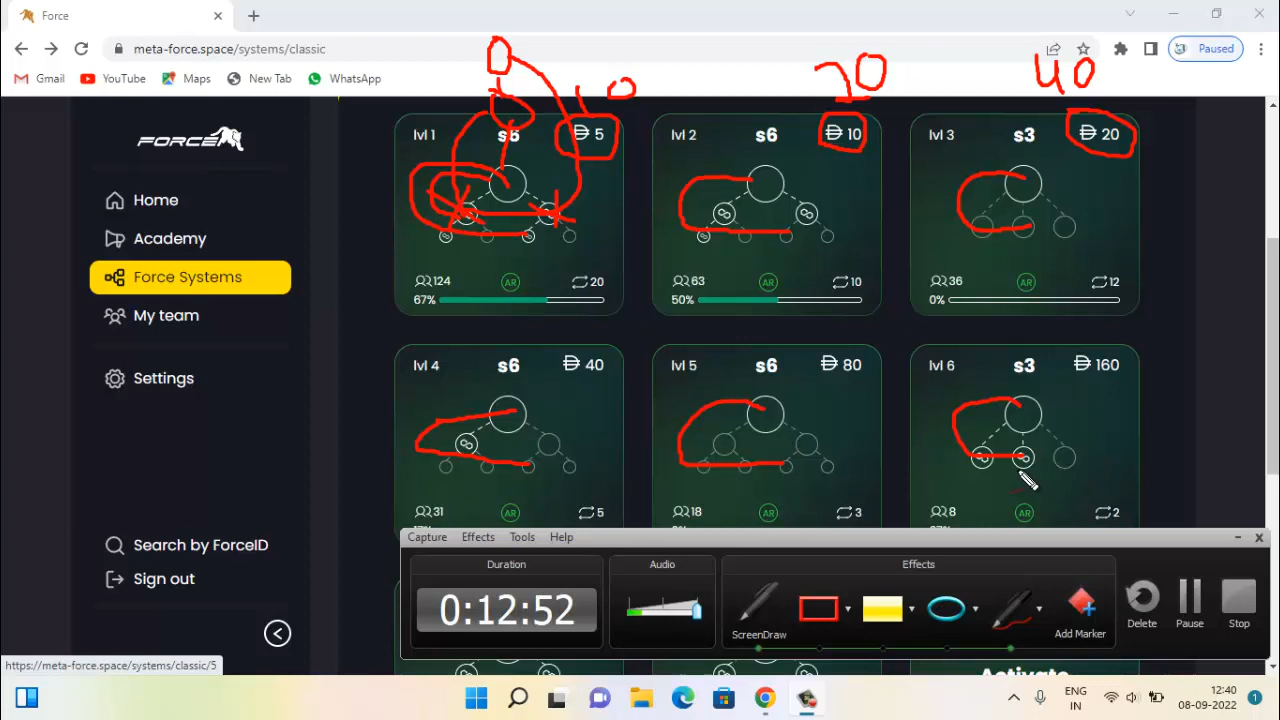 Force
meta-force.space/systems/classic
Paused
Gmail
YouTube
Maps
New Tab
WhatsApp
10
20
40
FORCE
Home
Academy
Force Systems
My team
Settings
Search by ForceID
Sign out
lvl 1 s6 5
124 AR 20
67%
lvl 2 s6 10
63 AR 10
50%
lvl 3 s3 20
36 AR 12
0%
lvl 4 s6 40
31 AR 5
lvl 5 s6 80
18 AR 3
lvl 6 s3 160
8 AR 2
Capture Effects Tools Help
Duration
0:12:52
Audio
Effects
ScreenDraw
Add Marker
Delete
Pause
Stop
Activate
https://meta-force.space/systems/classic/5
ENG
IN
12:40
08-09-2022
1